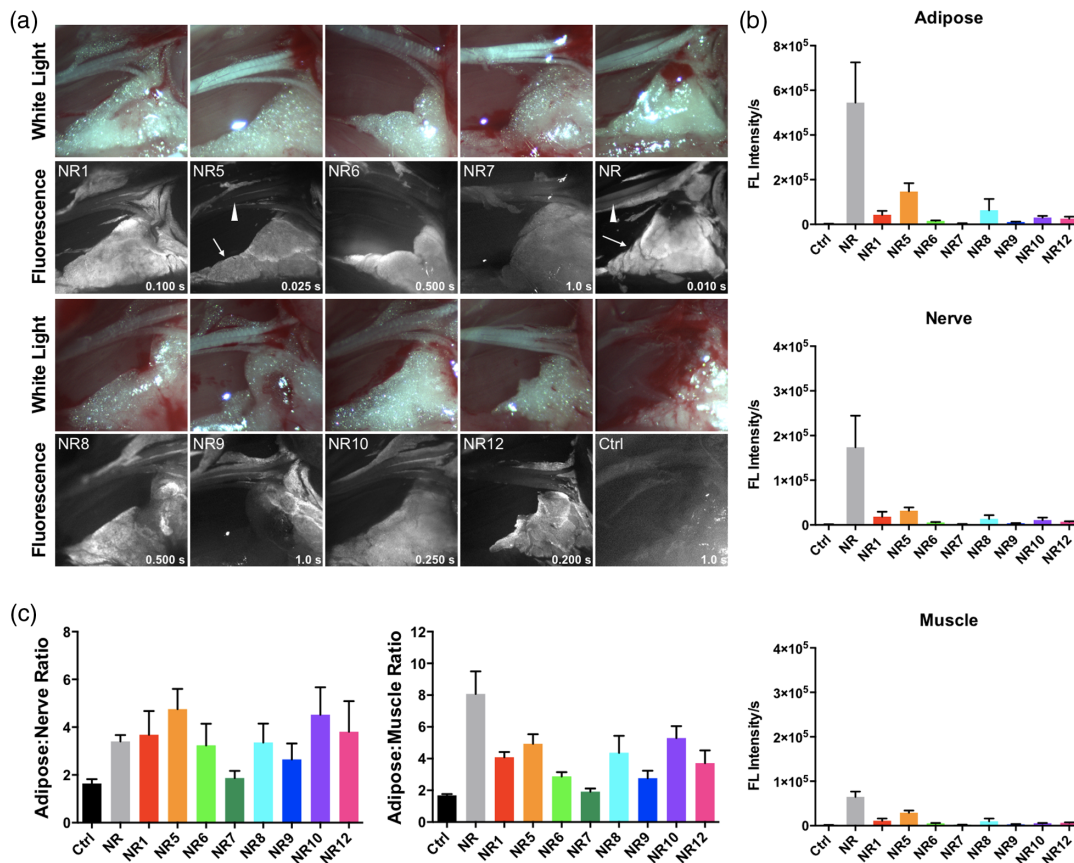 (a)
White Light
Fluorescence
NR1
0.100 s
NR5
0.025 s
NR6
0.500 s
NR7
1.0 s
NR
0.010 s
White Light
Fluorescence
NR8
0.500 s
NR9
1.0 s
NR10
0.250 s
NR12
0.200 s
Ctrl
1.0 s
(b)
Adipose
FL Intensity/s
8×10⁵
6×10⁵
4×10⁵
2×10⁵
0
Ctrl NR NR1 NR5 NR6 NR7 NR8 NR9 NR10 NR12
Nerve
FL Intensity/s
4×10⁵
3×10⁵
2×10⁵
1×10⁵
0
Ctrl NR NR1 NR5 NR6 NR7 NR8 NR9 NR10 NR12
Muscle
FL Intensity/s
4×10⁵
3×10⁵
2×10⁵
1×10⁵
0
Ctrl NR NR1 NR5 NR6 NR7 NR8 NR9 NR10 NR12
(c)
Adipose:Nerve Ratio
8
6
4
2
0
Ctrl NR NR1 NR5 NR6 NR7 NR8 NR9 NR10 NR12
Adipose:Muscle Ratio
12
10
8
6
4
2
0
Ctrl NR NR1 NR5 NR6 NR7 NR8 NR9 NR10 NR12